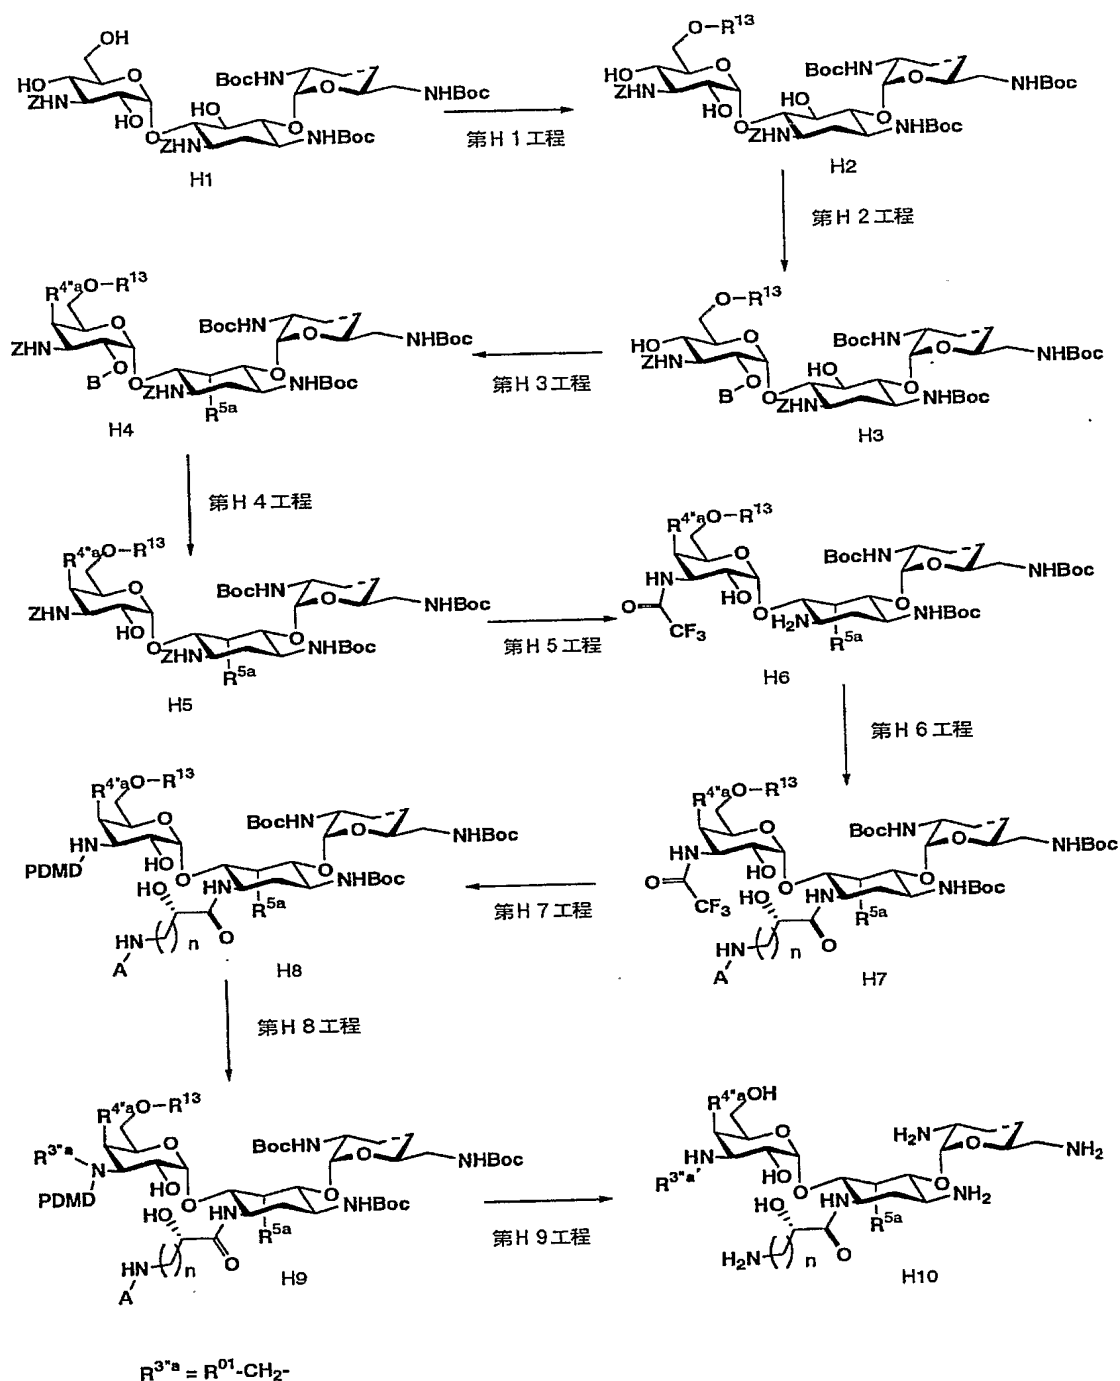 OH
HO
ZHN
HO
O
O
HO
ZHN
BocHN
O
O
NHBoc
NHBoc
H1
第H1工程
O-R¹³
HO
ZHN
HO
O
O
HO
ZHN
BocHN
O
O
NHBoc
NHBoc
H2
第H2工程
R⁴"ᵃ
O-R¹³
O
ZHN
O
B
O
ZHN
R⁵ᵃ
BocHN
O
O
NHBoc
NHBoc
H4
第H3工程
O-R¹³
HO
ZHN
O
O
B
O
HO
ZHN
BocHN
O
O
NHBoc
NHBoc
H3
第H4工程
R⁴"ᵃ
O-R¹³
O
ZHN
HO
O
ZHN
R⁵ᵃ
BocHN
O
O
NHBoc
NHBoc
H5
第H5工程
R⁴"ᵃ
O-R¹³
O
HN
HO
O
CF₃
O
H₂N
R⁵ᵃ
BocHN
O
O
NHBoc
NHBoc
H6
第H6工程
R⁴"ᵃ
O-R¹³
O
HN
PDMD
HO
O
HO
HN
R⁵ᵃ
O
HN
A
n
BocHN
O
O
NHBoc
NHBoc
H8
第H7工程
R⁴"ᵃ
O-R¹³
O
HN
HO
O
CF₃
O
HO
HN
R⁵ᵃ
O
HN
A
n
BocHN
O
O
NHBoc
NHBoc
H7
第H8工程
R⁴"ᵃ
O-R¹³
O
R³"ᵃ
N
PDMD
HO
O
HO
HN
R⁵ᵃ
O
HN
A
n
BocHN
O
O
NHBoc
NHBoc
H9
第H9工程
R⁴"ᵃ
OH
O
HN
R³"ᵃ'
HO
O
HO
HN
R⁵ᵃ
O
H₂N
n
H₂N
O
O
NH₂
NH₂
H10
R³"ᵃ = R⁰¹-CH₂-